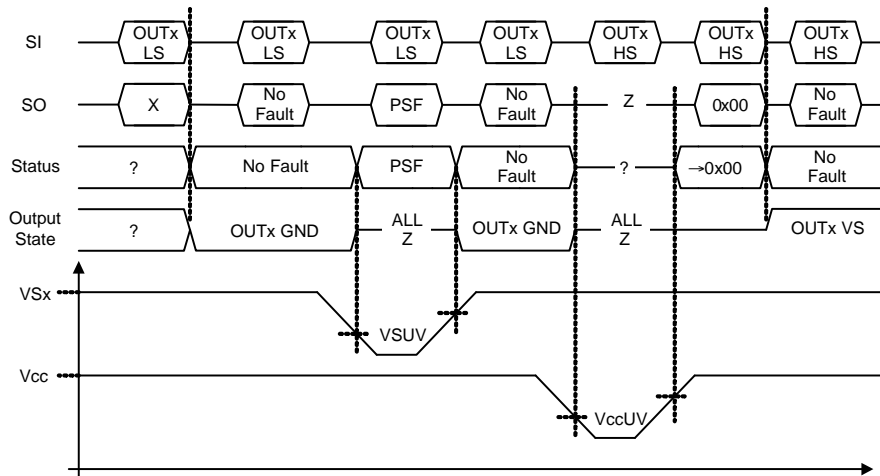 SI
OUTx
LS
OUTx
LS
OUTx
LS
OUTx
LS
OUTx
HS
OUTx
HS
OUTx
HS
SO
X
No
Fault
PSF
No
Fault
Z
0x00
No
Fault
Status
?
No Fault
PSF
No
Fault
?
→0x00
No
Fault
Output
State
?
OUTx GND
ALL
Z
OUTx GND
ALL
Z
OUTx VS
VSx
VSUV
Vcc
VccUV